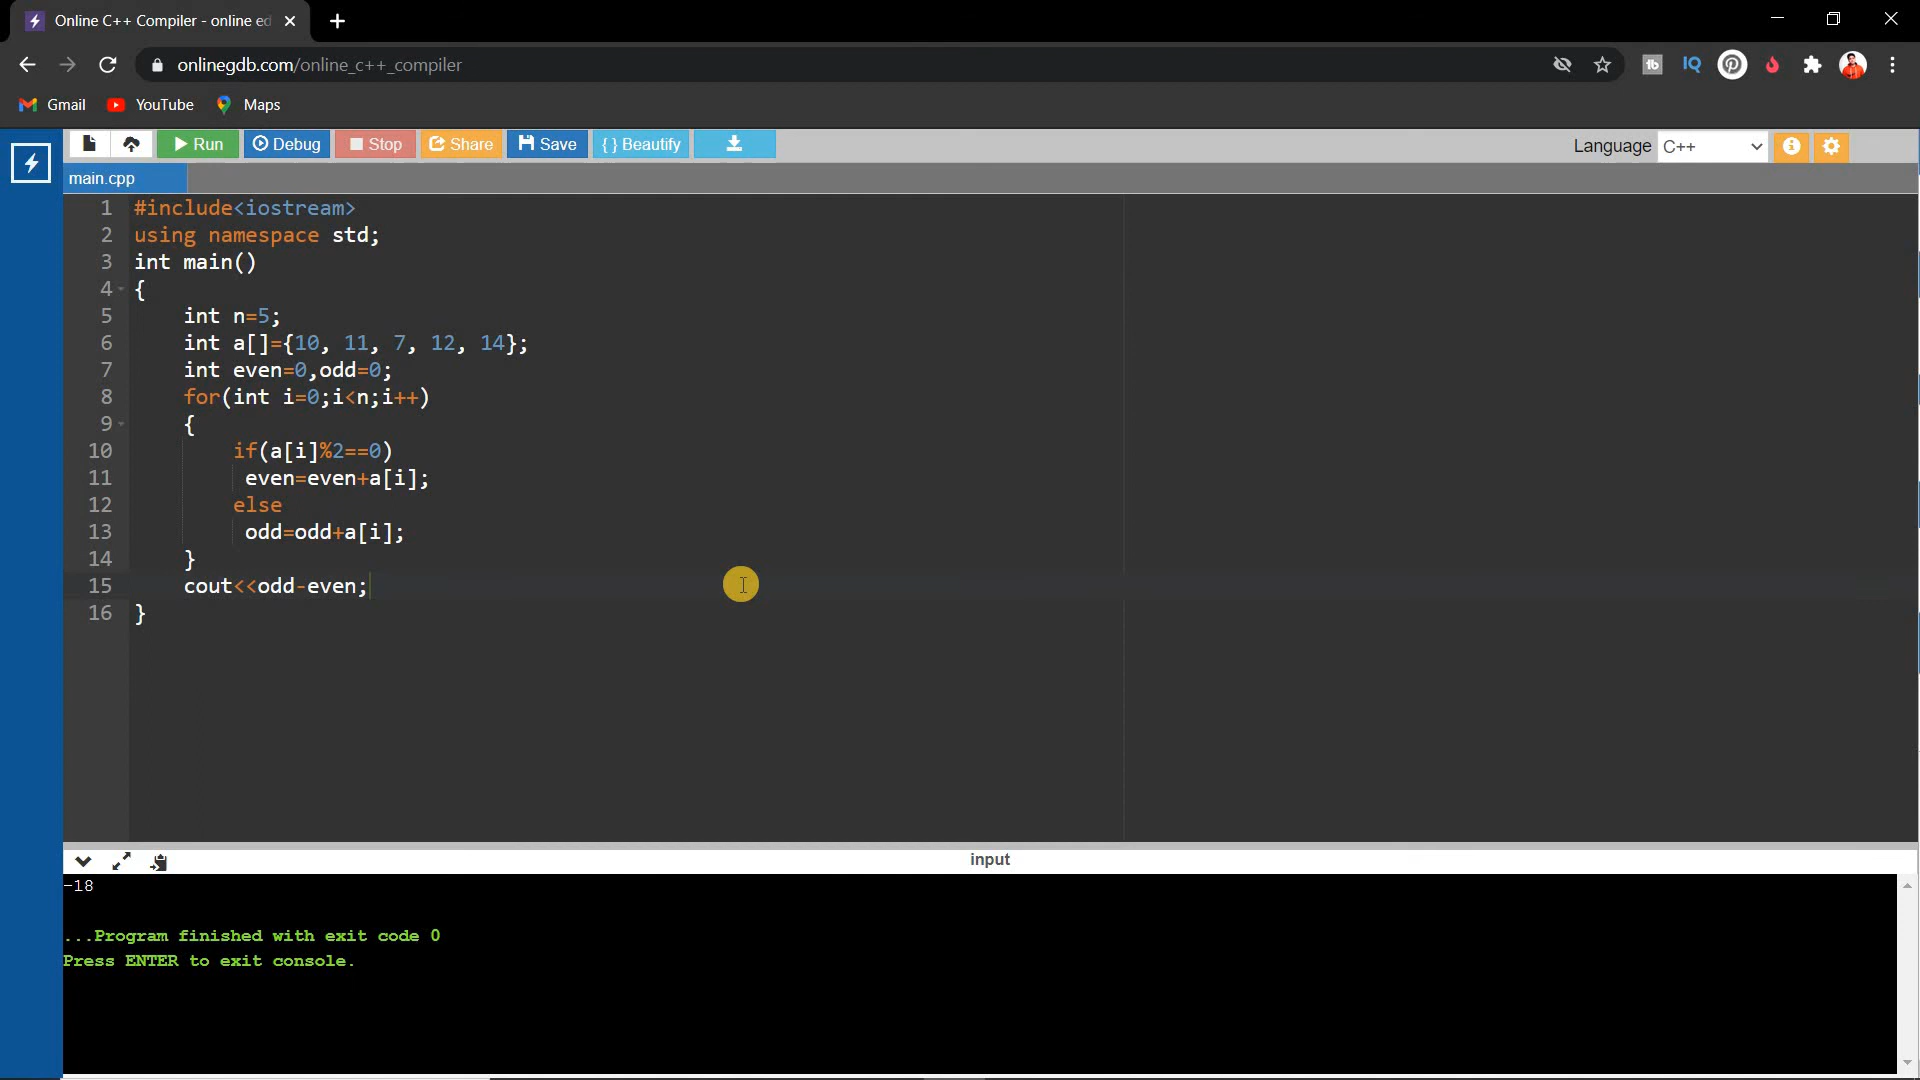 Online C++ Compiler - online ed
onlinegdb.com/online_c++_compiler
tb
IQ
Gmail
YouTube
Maps
Run
Debug
Stop
Share
Save
{ } Beautify
Language
C++
main.cpp
1 #include<iostream>
2 using namespace std;
3 int main()
4 {
5 int n=5;
6 int a[]={10, 11, 7, 12, 14};
7 int even=0,odd=0;
8 for(int i=0;i<n;i++)
9 {
10 if(a[i]%2==0)
11 even=even+a[i];
12 else
13 odd=odd+a[i];
14 }
15 cout<<odd-even;
16 }
input
-18
...Program finished with exit code 0
Press ENTER to exit console.